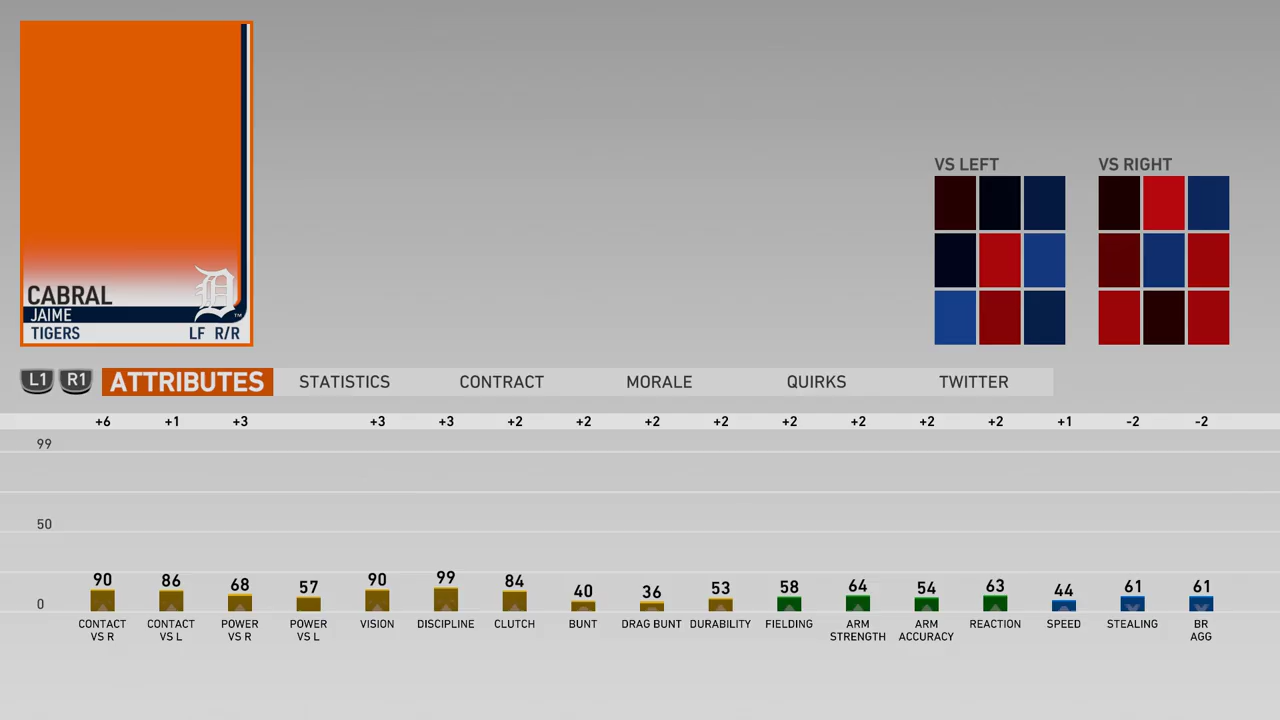 VS LEFT VS RIGHT
CABRAL
JAIME
D
TM
TIGERS LF R/R
L1 R1 ATTRIBUTES STATISTICS CONTRACT MORALE QUIRKS TWITTER
+6 +1 +3 +3 +3 +2 +2 +2 +2 +2 +2 +2 +2 +1 -2 -2
99
50
0
90 86 68 57 90 99 84 40 36 53 58 64 54 63 44 61 61
CONTACT VS R CONTACT VS L POWER VS R POWER VS L VISION DISCIPLINE CLUTCH BUNT DRAG BUNT DURABILITY FIELDING ARM STRENGTH ARM ACCURACY REACTION SPEED STEALING BR AGG